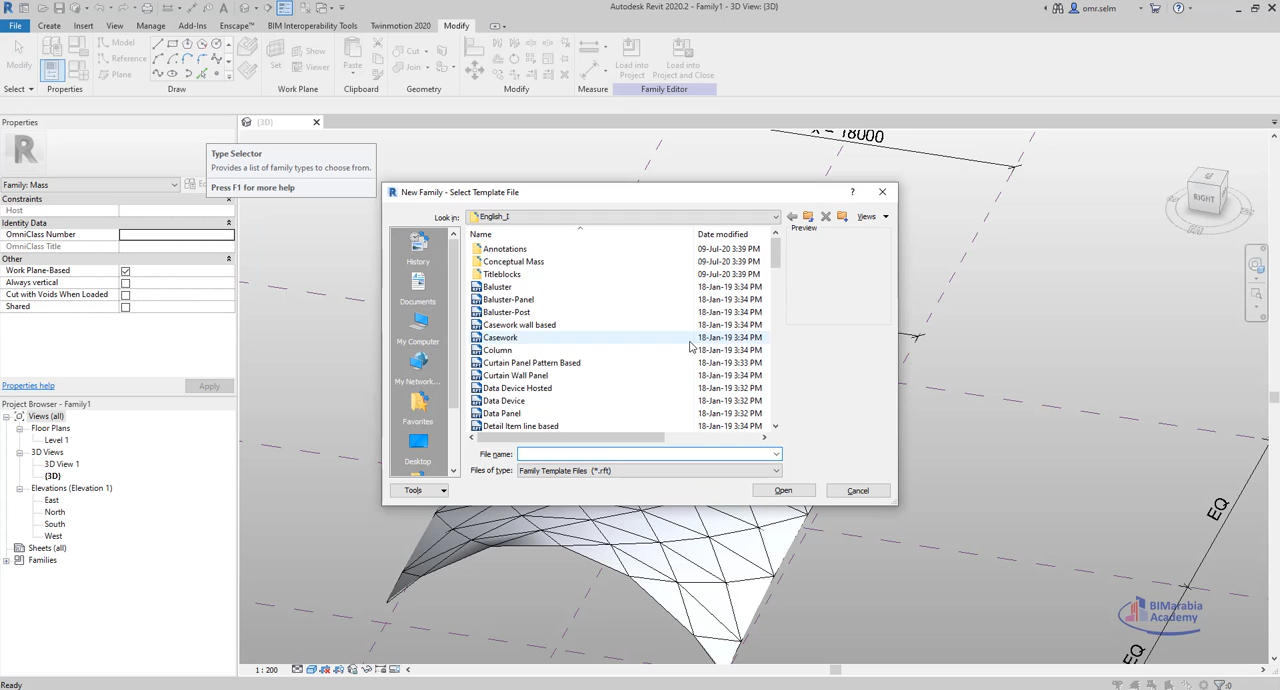 Autodesk Revit 2020.2 - Family1 - 3D View: {3D}
omr.selm
File Create Insert View Manage Add-Ins Enscape™ BIM Interoperability Tools Twinmotion 2020 Modify
Modify
Model
Reference
Plane
Set
Show
Viewer
Paste
Cut
Join
Load into
Project
Load into
Project and Close
Select Properties Draw Work Plane Clipboard Geometry Modify Measure Family Editor
Properties
{3D}
Type Selector
Provides a list of family types to choose from.
Press F1 for more help
R
Family: Mass
Constraints
Host
Identity Data
OmniClass Number
OmniClass Title
Other
Work Plane-Based
Always vertical
Cut with Voids When Loaded
Shared
Properties help
Apply
Project Browser - Family1
Views (all)
Floor Plans
Level 1
3D Views
3D View 1
{3D}
Elevations (Elevation 1)
East
North
South
West
Sheets (all)
Families
= 18000
RIGHT
New Family - Select Template File
Look in: English_I
Views
Preview
Name Date modified
Annotations 09-Jul-20 3:39 PM
Conceptual Mass 09-Jul-20 3:39 PM
Titleblocks 09-Jul-20 3:39 PM
Baluster 18-Jan-19 3:34 PM
Baluster-Panel 18-Jan-19 3:34 PM
Baluster-Post 18-Jan-19 3:34 PM
Casework wall based 18-Jan-19 3:34 PM
Casework 18-Jan-19 3:34 PM
Column 18-Jan-19 3:34 PM
Curtain Panel Pattern Based 18-Jan-19 3:33 PM
Curtain Wall Panel 18-Jan-19 3:34 PM
Data Device Hosted 18-Jan-19 3:32 PM
Data Device 18-Jan-19 3:32 PM
Data Panel 18-Jan-19 3:32 PM
Detail Item line based 18-Jan-19 3:34 PM
History
Documents
My Computer
My Network...
Favorites
Desktop
File name:
Files of type: Family Template Files (*.rft)
Tools
Open
Cancel
EQ
EQ
BIMarabia
Academy
1 : 200
Ready
:0